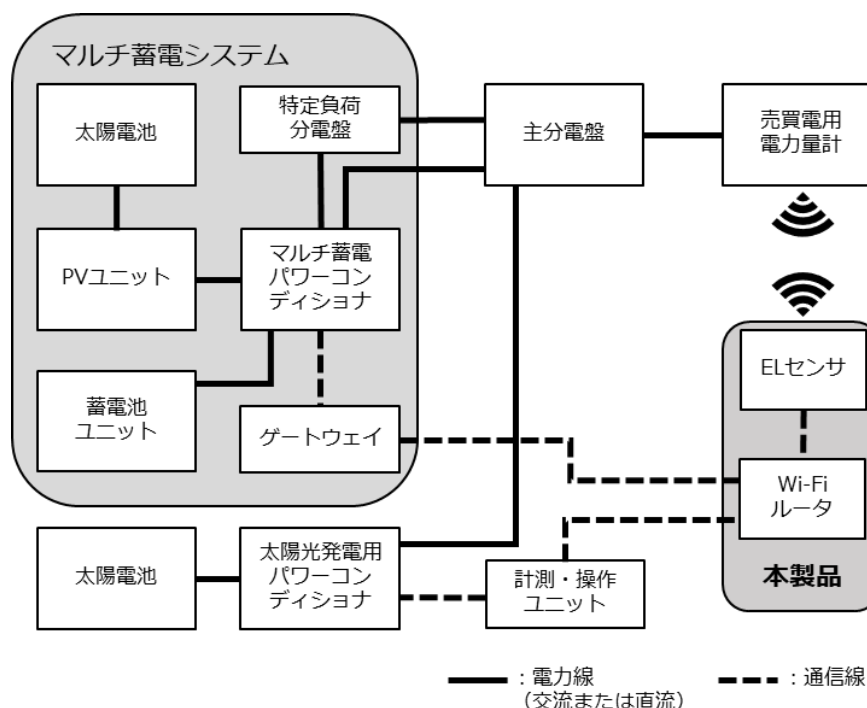 マルチ蓄電システム
太陽電池
特定負荷
分電盤
主分電盤
売買電用
電力量計
PVユニット
マルチ蓄電
パワーコン
ディショナ
ELセンサ
蓄電池
ユニット
ゲートウェイ
Wi-Fi
ルータ
太陽電池
太陽光発電用
パワーコン
ディショナ
計測・操作
ユニット
本製品
：電力線
（交流または直流）
：通信線